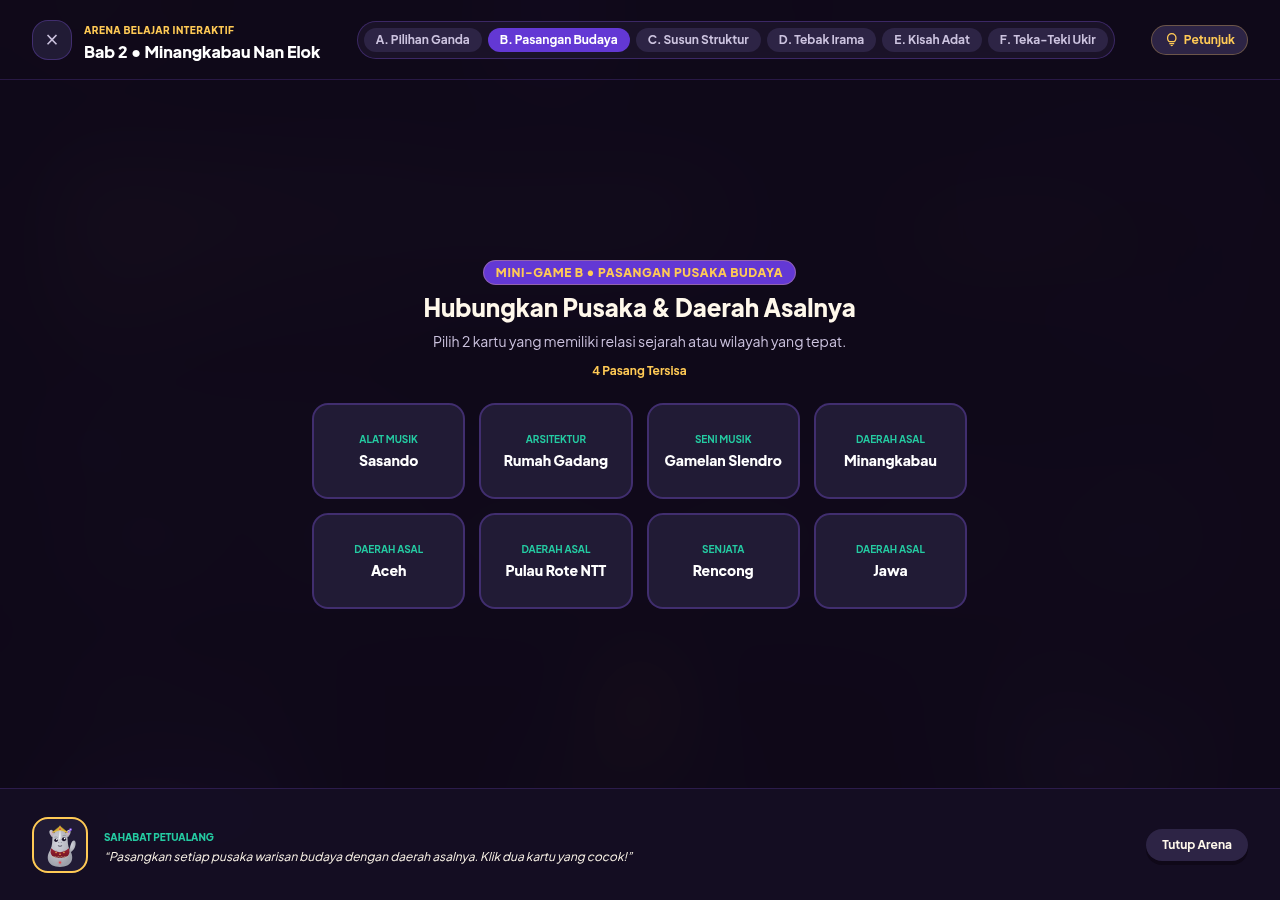 ARENA BELAJAR INTERAKTIF
Bab 2 • Minangkabau Nan Elok
A. Pilihan Ganda
B. Pasangan Budaya
C. Susun Struktur
D. Tebak Irama
E. Kisah Adat
F. Teka-Teki Ukir
Petunjuk
MINI-GAME B • PASANGAN PUSAKA BUDAYA
Hubungkan Pusaka & Daerah Asalnya
Pilih 2 kartu yang memiliki relasi sejarah atau wilayah yang tepat.
4 Pasang Tersisa
ALAT MUSIK
Sasando
ARSITEKTUR
Rumah Gadang
SENI MUSIK
Gamelan Slendro
DAERAH ASAL
Minangkabau
DAERAH ASAL
Aceh
DAERAH ASAL
Pulau Rote NTT
SENJATA
Rencong
DAERAH ASAL
Jawa
SAHABAT PETUALANG
"Pasangkan setiap pusaka warisan budaya dengan daerah asalnya. Klik dua kartu yang cocok!"
Tutup Arena